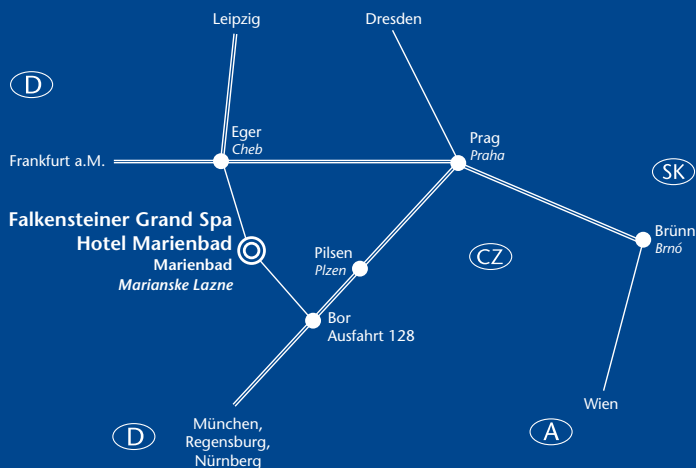 Leipzig
Dresden
D
Eger
Cheb
Prag
Praha
Frankfurt a.M.
SK
Falkensteiner Grand Spa
Hotel Marienbad
Marienbad
Marianske Lazne
Brünn
Brnó
Pilsen
Plzen
CZ
Bor
Ausfahrt 128
Wien
München,
Regensburg,
Nürnberg
D
A